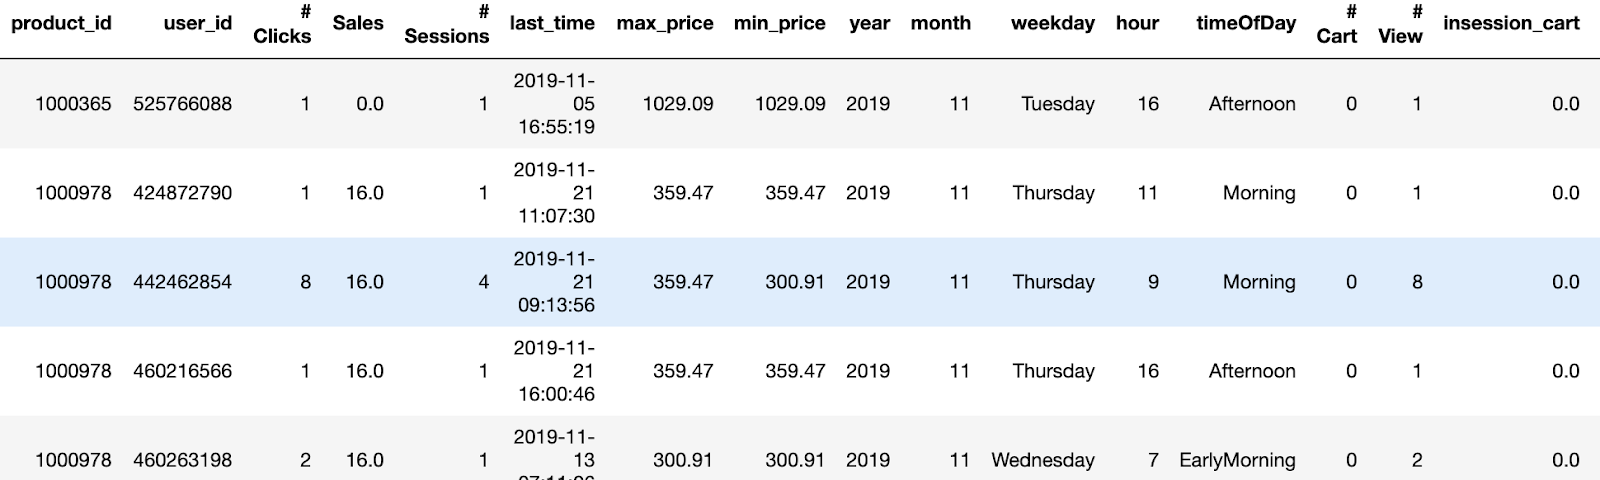 product_id user_id # Clicks Sales # Sessions last_time max_price min_price year month weekday hour timeOfDay # Cart # View insession_cart
1000365 525766088 1 0.0 1 2019-11-05 16:55:19 1029.09 1029.09 2019 11 Tuesday 16 Afternoon 0 1 0.0
1000978 424872790 1 16.0 1 2019-11-21 11:07:30 359.47 359.47 2019 11 Thursday 11 Morning 0 1 0.0
1000978 442462854 8 16.0 4 2019-11-21 09:13:56 359.47 300.91 2019 11 Thursday 9 Morning 0 8 0.0
1000978 460216566 1 16.0 1 2019-11-21 16:00:46 359.47 359.47 2019 11 Thursday 16 Afternoon 0 1 0.0
1000978 460263198 2 16.0 1 2019-11-13 300.91 300.91 2019 11 Wednesday 7 EarlyMorning 0 2 0.0